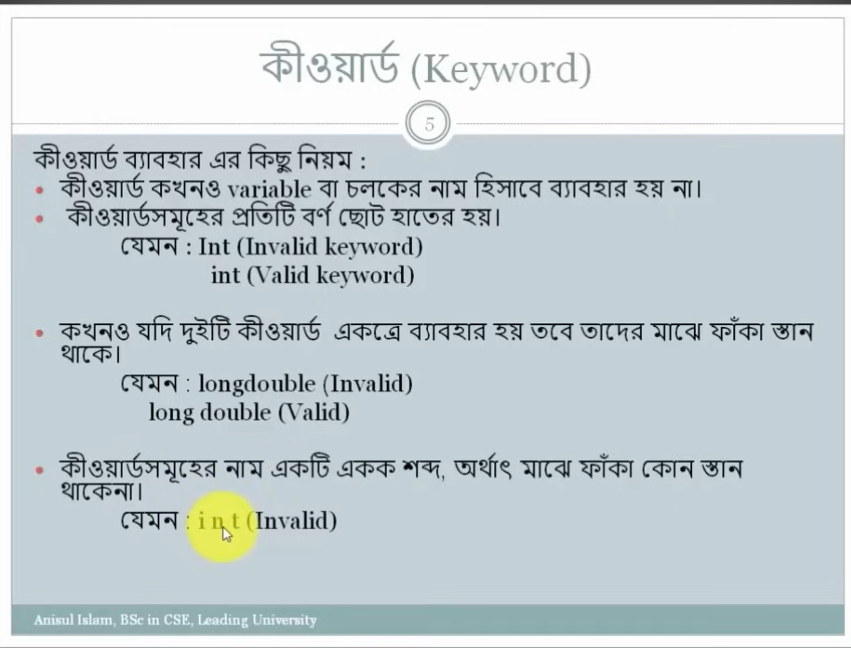 কীওয়ার্ড (Keyword)
5
কীওয়ার্ড ব্যাবহার এর কিছু নিয়ম :
• কীওয়ার্ড কখনও variable বা চলকের নাম হিসাবে ব্যাবহার হয় না।
• কীওয়ার্ডসমূহের প্রতিটি বর্ণ ছোট হাতের হয়।
যেমন : Int (Invalid keyword)
int (Valid keyword)
• কখনও যদি দুইটি কীওয়ার্ড একত্রে ব্যাবহার হয় তবে তাদের মাঝে ফাঁকা স্তান
থাকে।
যেমন : longdouble (Invalid)
long double (Valid)
• কীওয়ার্ডসমূহের নাম একটি একক শব্দ, অর্থাৎ মাঝে ফাঁকা কোন স্তান
থাকেনা।
যেমন : i n t (Invalid)
Anisul Islam, BSc in CSE, Leading University